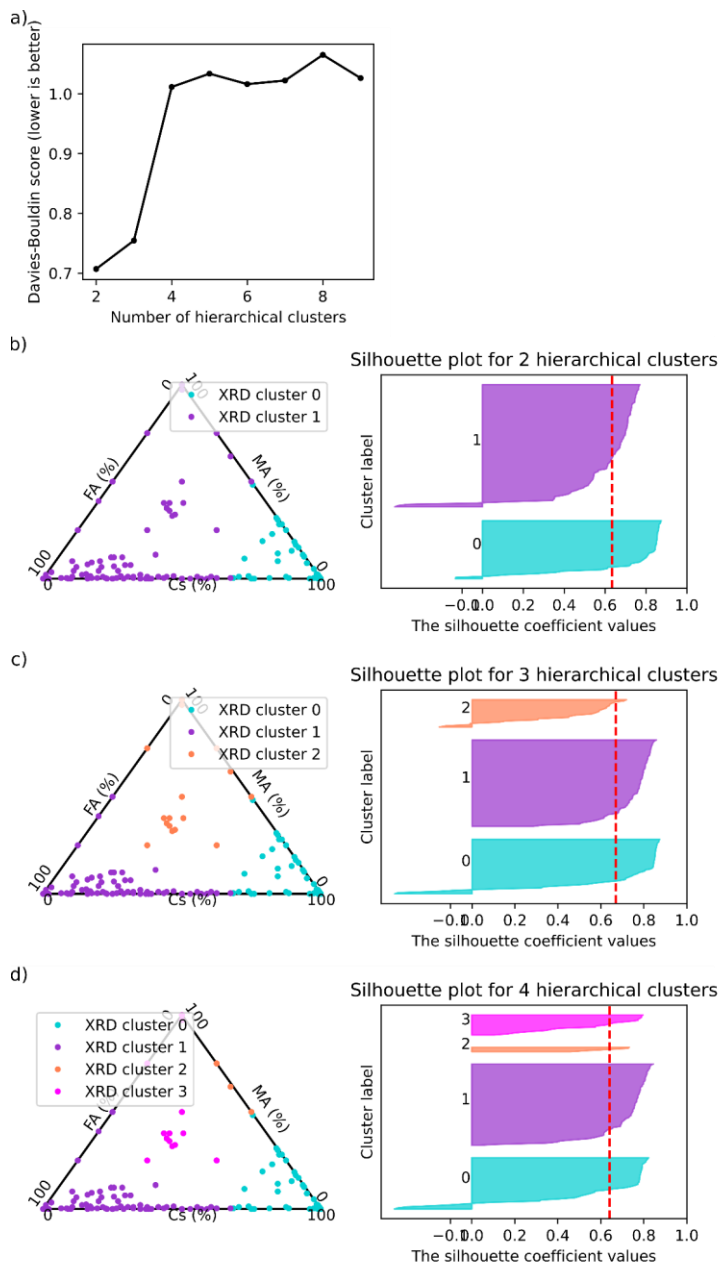 a)
Davies-Bouldin score (lower is better)
1.0
0.9
0.8
0.7
2 4 6 8
Number of hierarchical clusters
b)
XRD cluster 0
XRD cluster 1
FA (%)
MA (%)
Cs (%)
0
100
100
0
0
100
Silhouette plot for 2 hierarchical clusters
Cluster label
1
0
−0.1 0.0 0.2 0.4 0.6 0.8 1.0
The silhouette coefficient values
c)
XRD cluster 0
XRD cluster 1
XRD cluster 2
FA (%)
MA (%)
Cs (%)
0
100
100
0
0
100
Silhouette plot for 3 hierarchical clusters
Cluster label
2
1
0
−0.1 0.0 0.2 0.4 0.6 0.8 1.0
The silhouette coefficient values
d)
XRD cluster 0
XRD cluster 1
XRD cluster 2
XRD cluster 3
FA (%)
MA (%)
Cs (%)
0
100
100
0
0
100
Silhouette plot for 4 hierarchical clusters
Cluster label
3
2
1
0
−0.1 0.0 0.2 0.4 0.6 0.8 1.0
The silhouette coefficient values